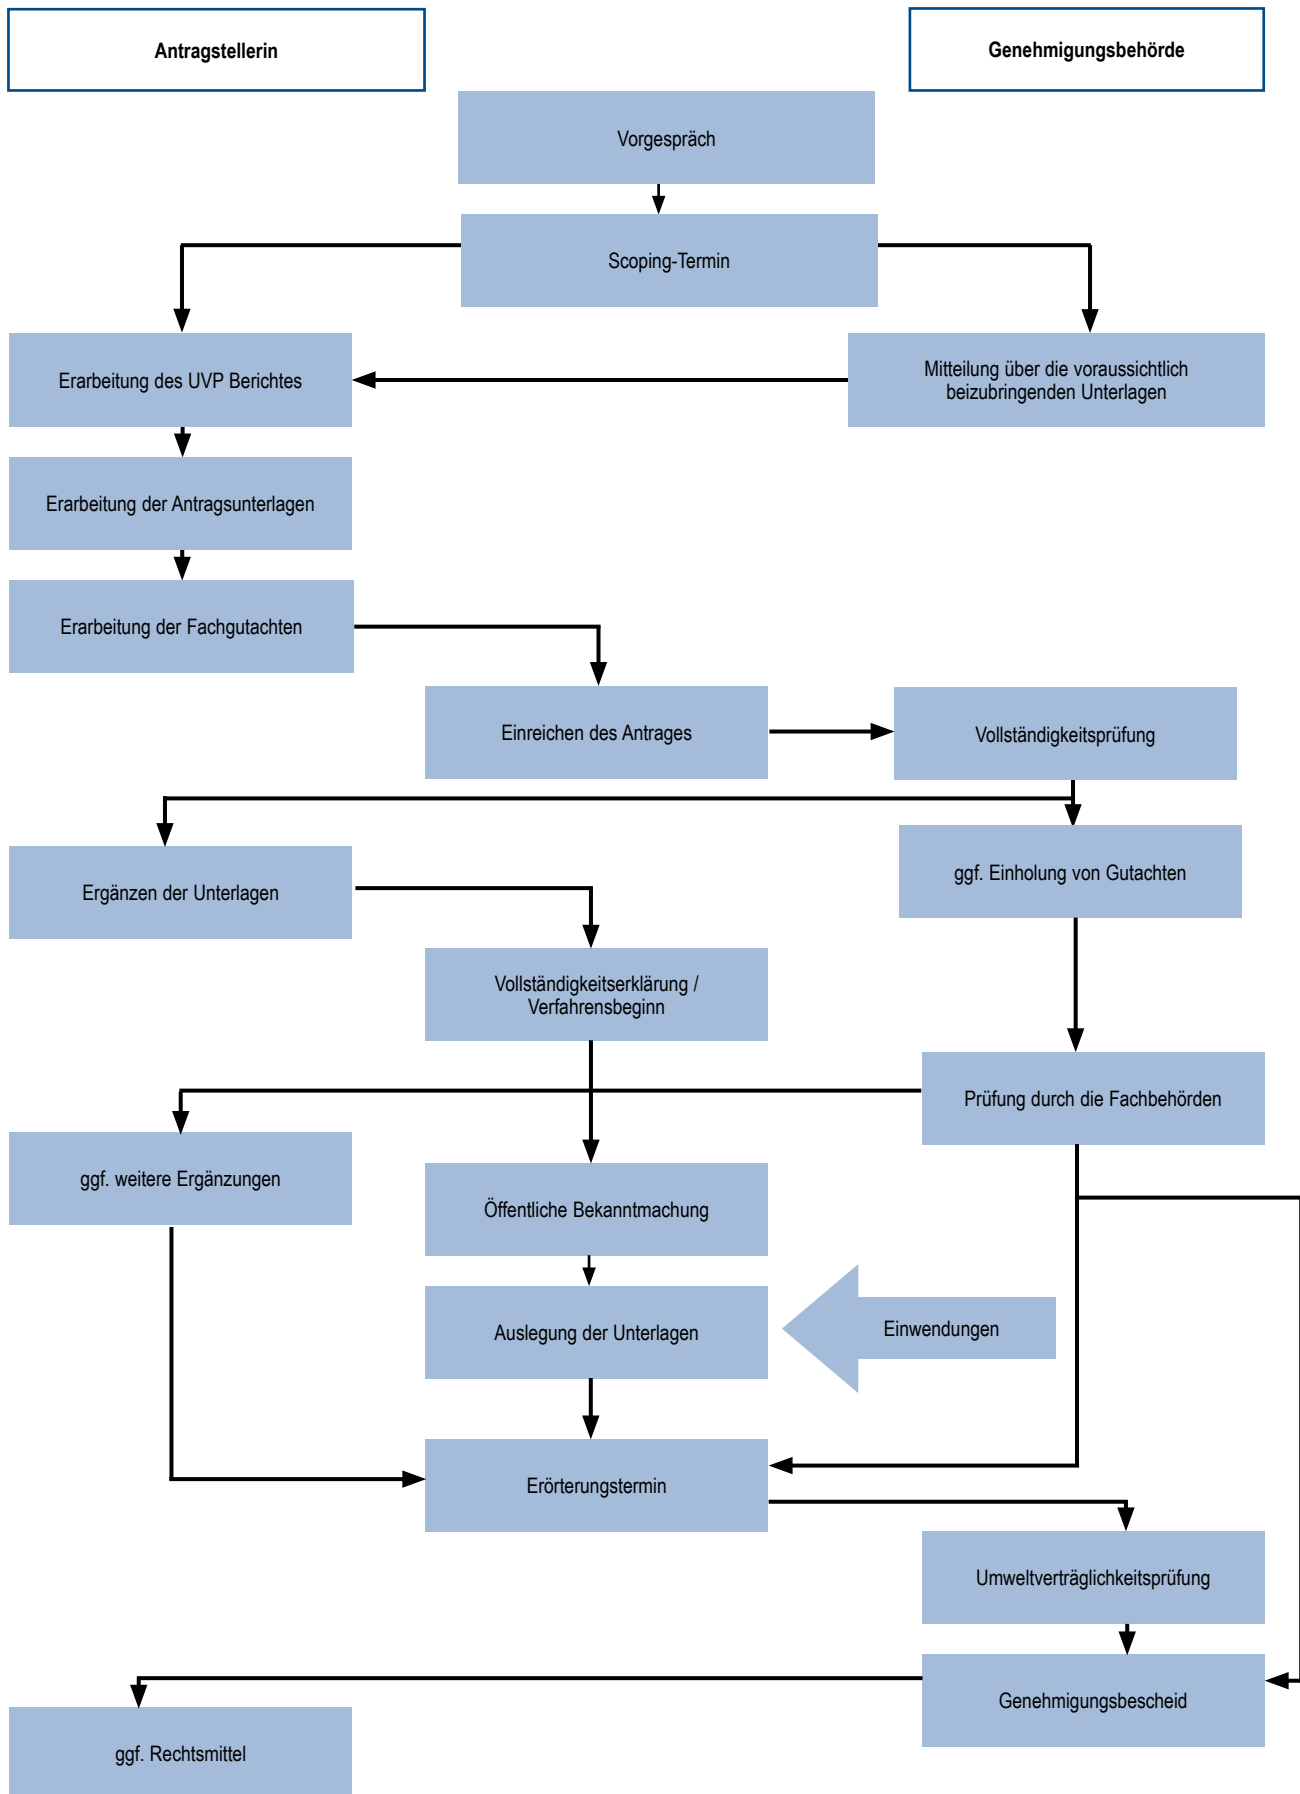 Antragstellerin
Genehmigungsbehörde
Vorgespräch
Scoping-Termin
Erarbeitung des UVP Berichtes
Mitteilung über die voraussichtlich
beizubringenden Unterlagen
Erarbeitung der Antragsunterlagen
Erarbeitung der Fachgutachten
Einreichen des Antrages
Vollständigkeitsprüfung
ggf. Einholung von Gutachten
Ergänzen der Unterlagen
Vollständigkeitserklärung /
Verfahrensbeginn
Prüfung durch die Fachbehörden
ggf. weitere Ergänzungen
Öffentliche Bekanntmachung
Auslegung der Unterlagen
Einwendungen
Erörterungstermin
Umweltverträglichkeitsprüfung
Genehmigungsbescheid
ggf. Rechtsmittel